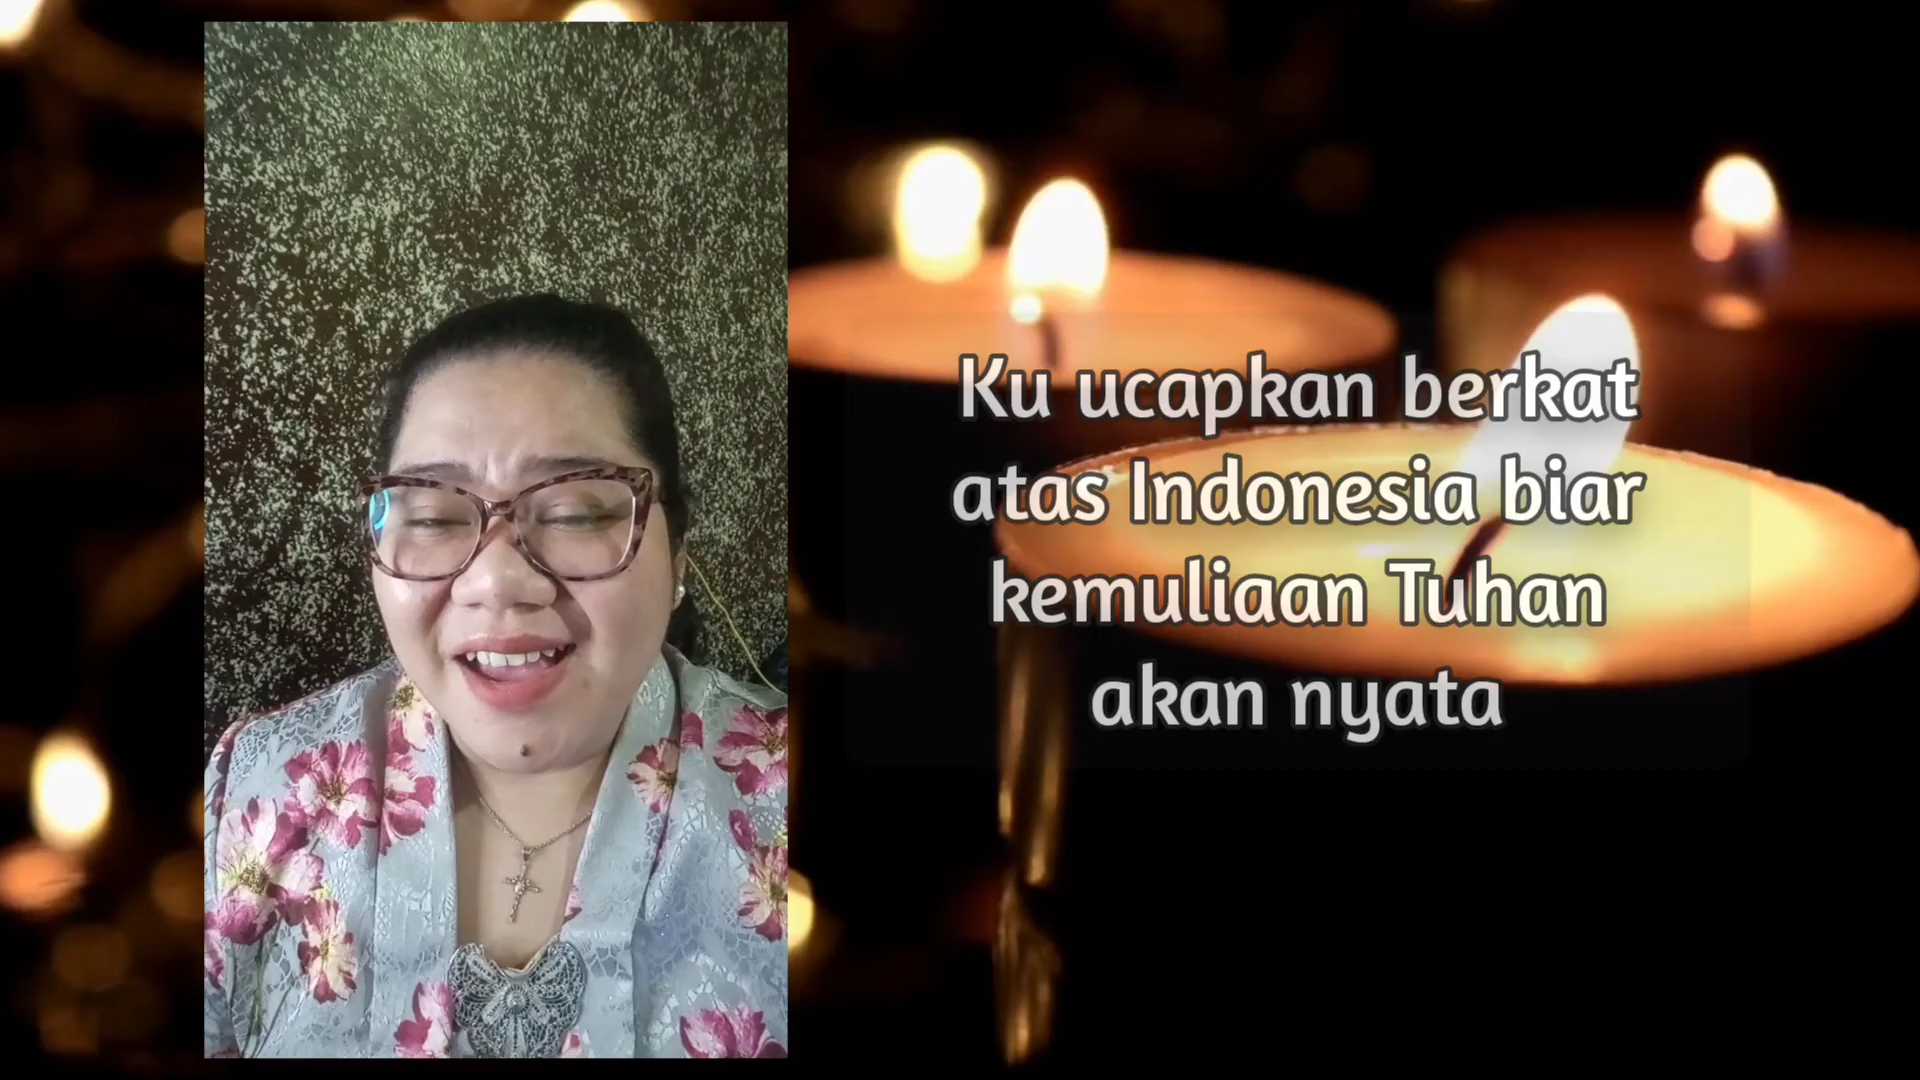 Ku ucapkan berkat
atas Indonesia biar
kemuliaan Tuhan
akan nyata